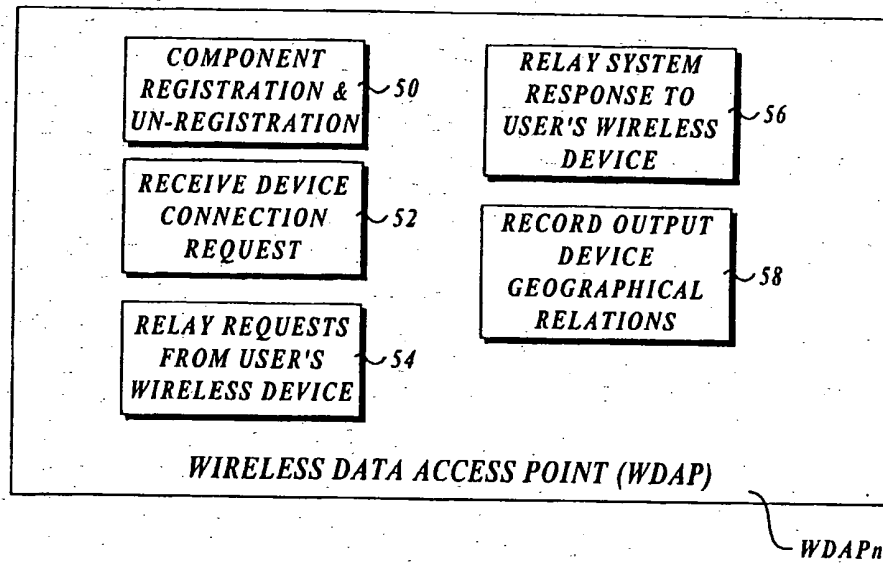 COMPONENT
REGISTRATION &
UN-REGISTRATION
50
RECEIVE DEVICE
CONNECTION
REQUEST
52
RELAY REQUESTS
FROM USER'S
WIRELESS DEVICE
54
RELAY SYSTEM
RESPONSE TO
USER'S WIRELESS
DEVICE
56
RECORD OUTPUT
DEVICE
GEOGRAPHICAL
RELATIONS
58
WIRELESS DATA ACCESS POINT (WDAP)
WDAPn